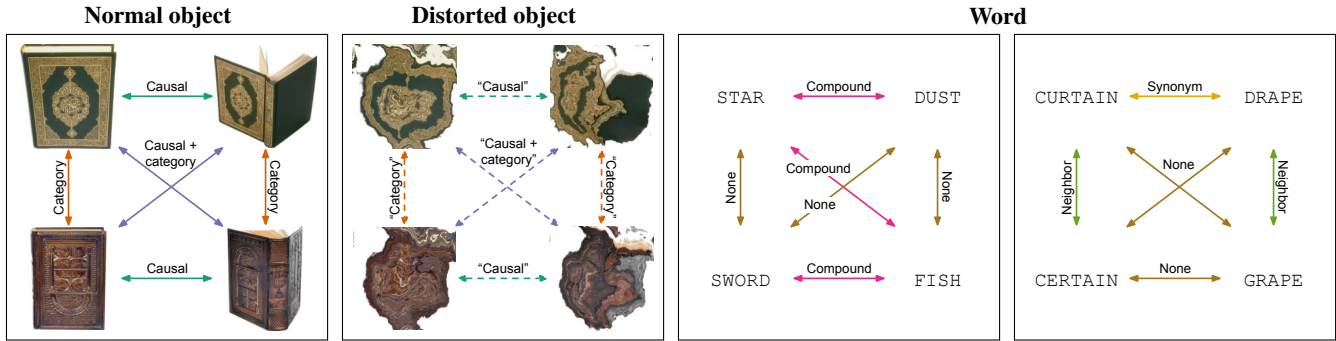 Normal object
Distorted object
Word
Causal
Causal +
category
Category
Category
Causal
“Causal”
“Causal +
category”
“Category”
“Category”
“Causal”
STAR
Compound
DUST
None
Compound
None
None
SWORD
Compound
FISH
CURTAIN
Synonym
DRAPE
Neighbor
None
Neighbor
CERTAIN
None
GRAPE